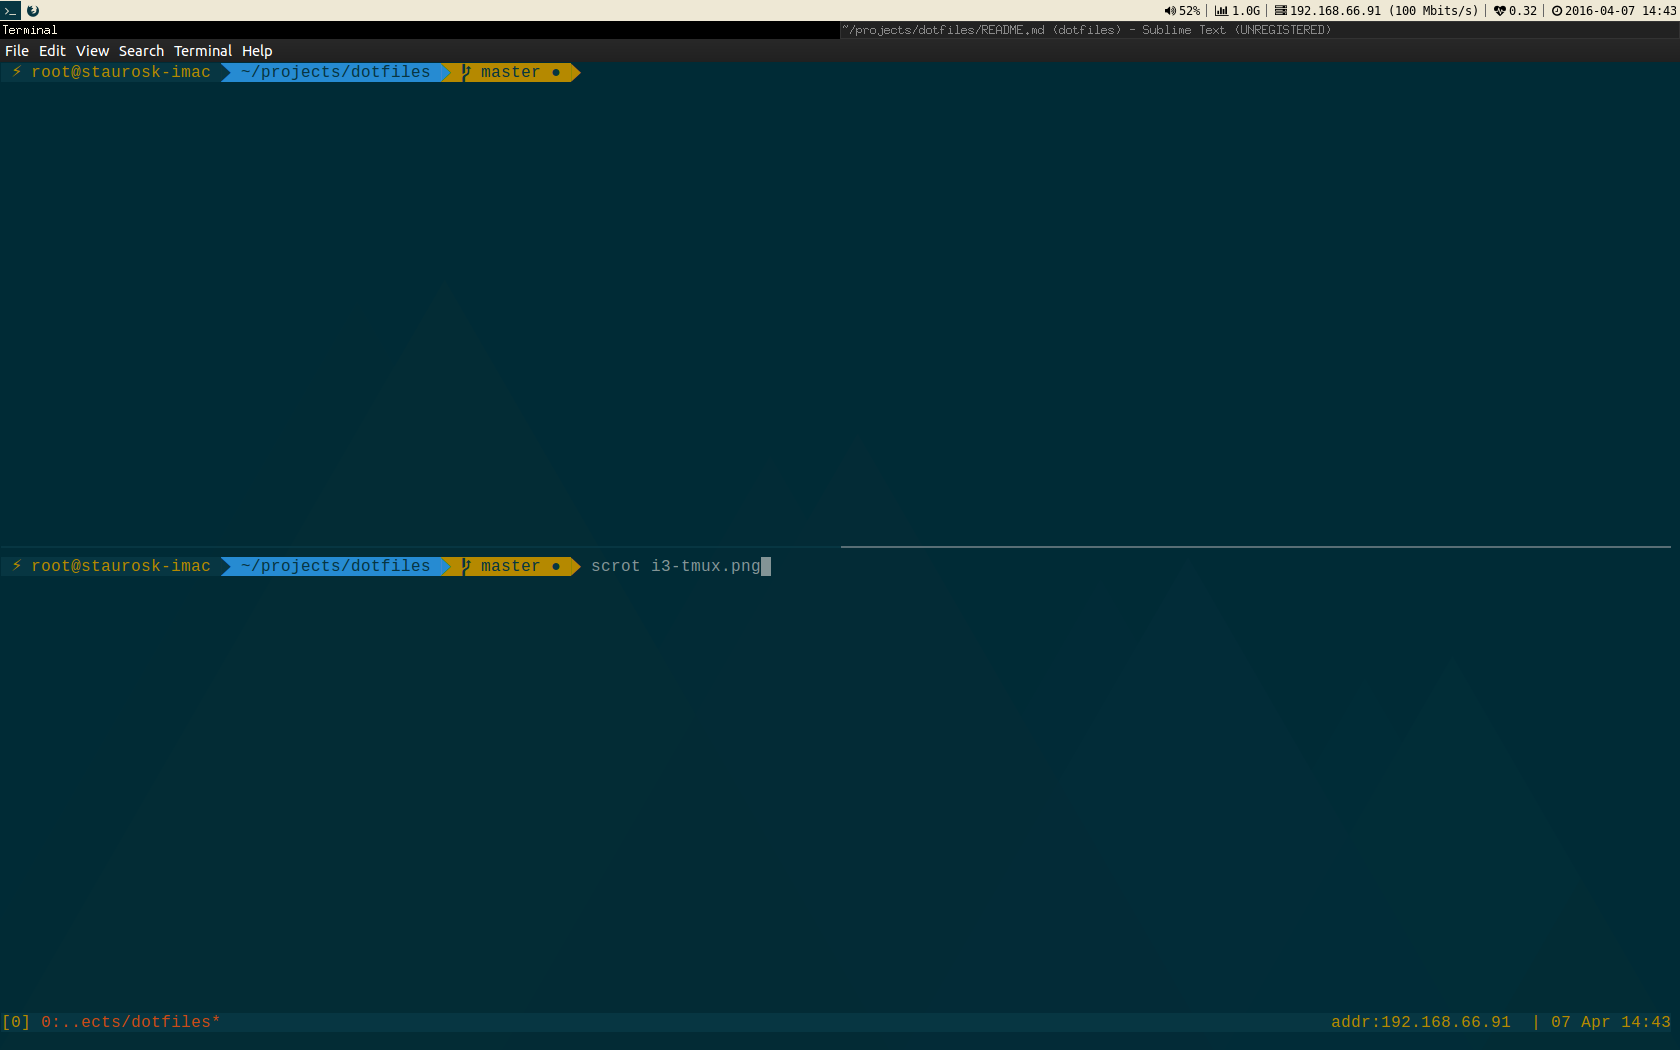 52% 1.0G 192.168.66.91 (100 Mbits/s) 0.32 2016-04-07 14:43
Terminal ~/projects/dotfiles/README.md (dotfiles) - Sublime Text (UNREGISTERED)
File Edit View Search Terminal Help
⚡ root@staurosk-imac ~/projects/dotfiles master ●
⚡ root@staurosk-imac ~/projects/dotfiles master ● scrot i3-tmux.png
[0] 0:..ects/dotfiles* addr:192.168.66.91 | 07 Apr 14:43